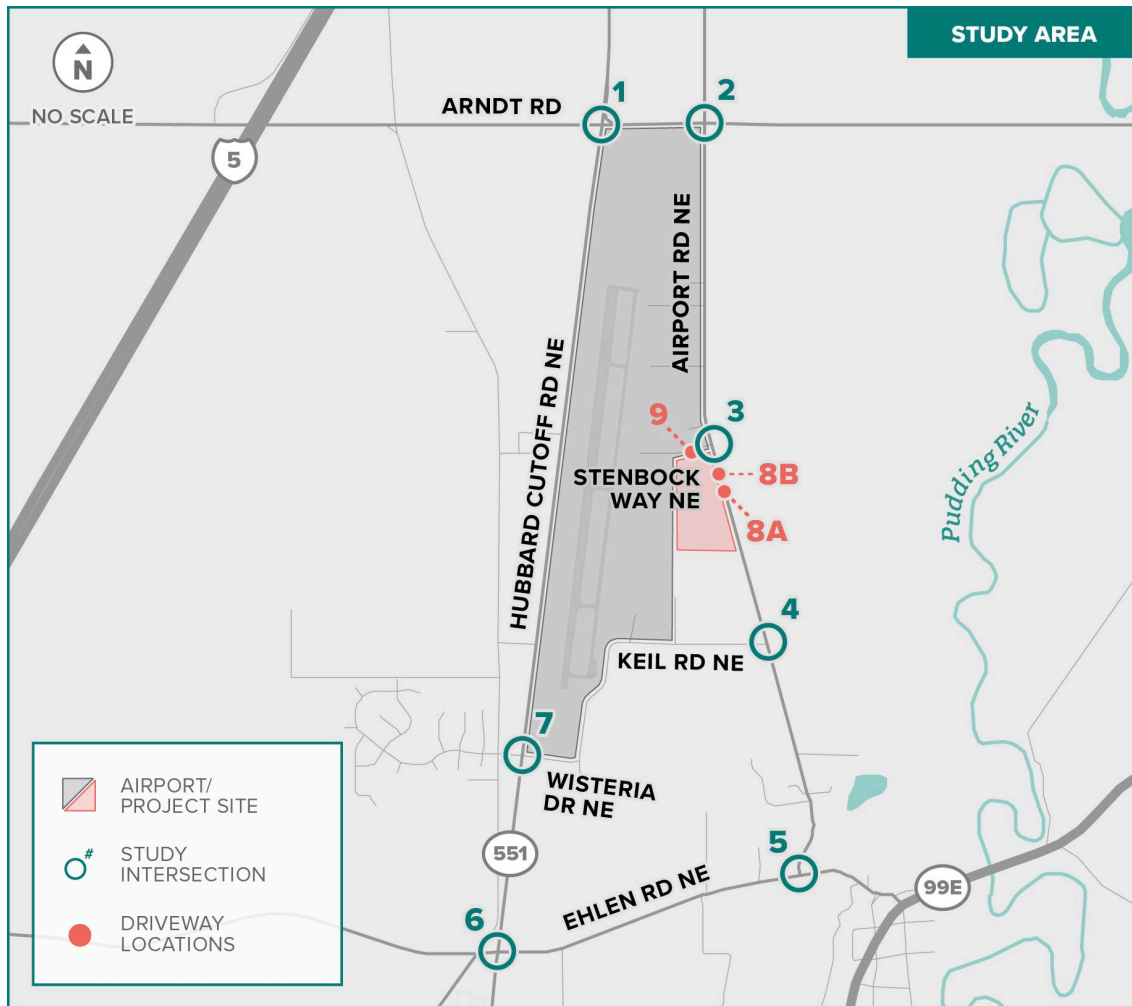 STUDY AREA
N
NO SCALE
1
2
ARNDT RD
5
AIRPORT RD NE
HUBBARD CUTOFF RD NE
3
9
STENBOCK
WAY NE
8B
8A
Pudding River
4
KEIL RD NE
7
WISTERIA
DR NE
551
5
EHLEN RD NE
99E
6
AIRPORT/
PROJECT SITE
#
STUDY
INTERSECTION
DRIVEWAY
LOCATIONS